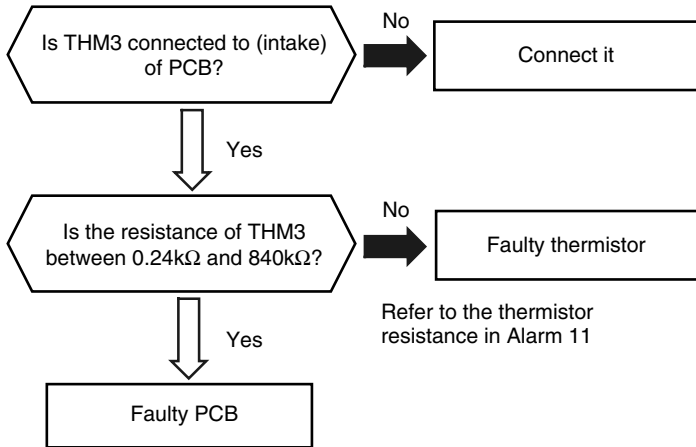 Is THM3 connected to (intake)
of PCB?
No
Connect it
Yes
Is the resistance of THM3
between 0.24kΩ and 840kΩ?
No
Faulty thermistor
Refer to the thermistor
resistance in Alarm 11
Yes
Faulty PCB